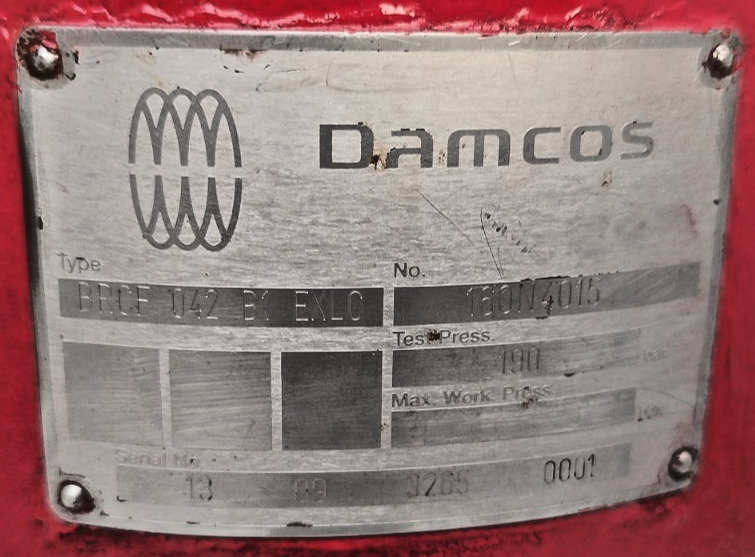 DAMCOS
Type
No.
BRCF 042 B1 EXLC
160N4015
Test Press.
190 bar
Max. Work. Press.
bar
Serial No.
13 09 3265 0001